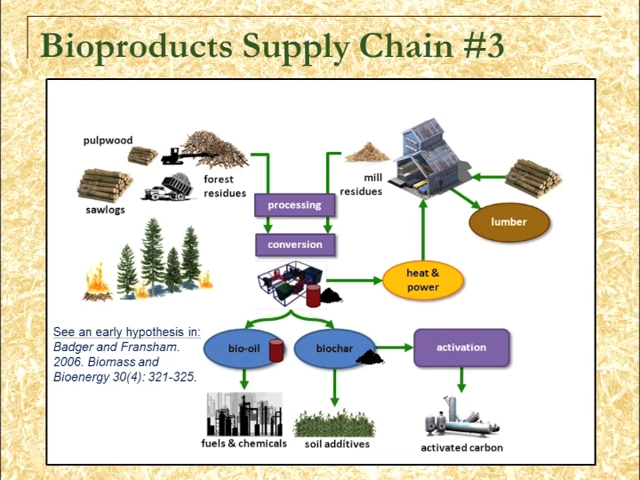 Bioproducts Supply Chain #3
pulpwood
sawlogs
forest
residues
mill
residues
processing
conversion
lumber
heat &
power
See an early hypothesis in:
Badger and Fransham.
2006. Biomass and
Bioenergy 30(4): 321-325.
bio-oil
biochar
activation
fuels & chemicals
soil additives
activated carbon